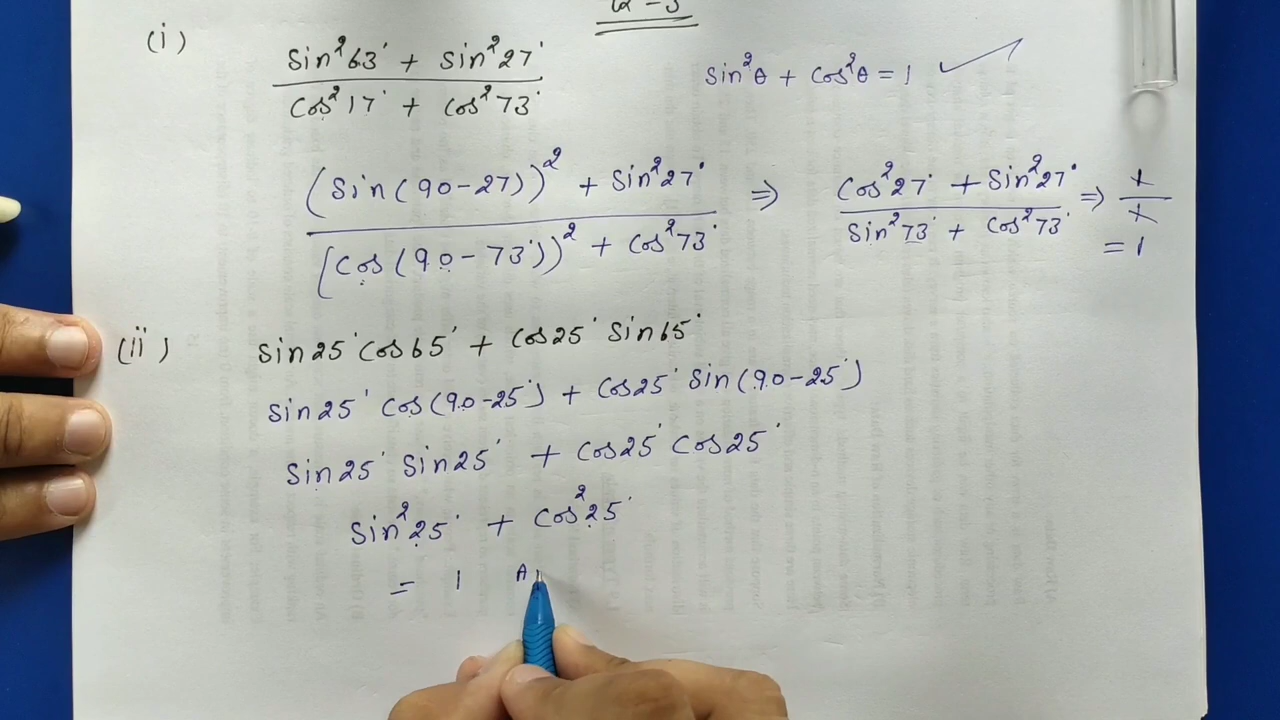 Q-3
(i)
sin²63° + sin²27°
cos²17° + cos²73°
sin²θ + cos²θ = 1 ✓
(sin(90-27))² + sin²27° ⇒ cos²27° + sin²27° ⇒ 1
(cos(90-73°))² + cos²73° sin²73° + cos²73° 1
= 1
(ii) sin25° cos65° + cos25° sin65°
sin25° cos(90-25°) + cos25° sin(90-25°)
sin25° sin25° + cos25° cos25°
sin²25° + cos²25°
= 1 A